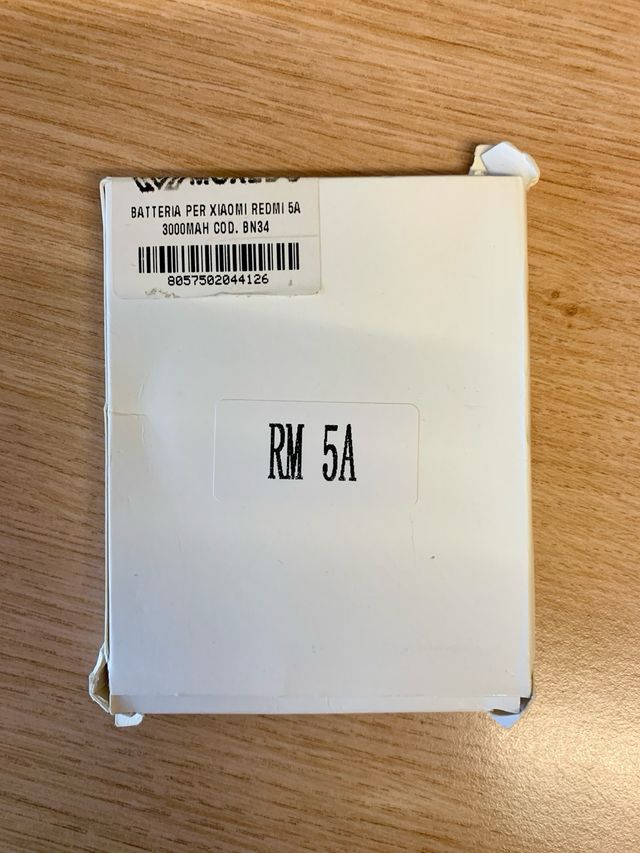 BATTERIA PER XIAOMI REDMI 5A
3000MAH COD. BN34
8057502044126
RM 5A